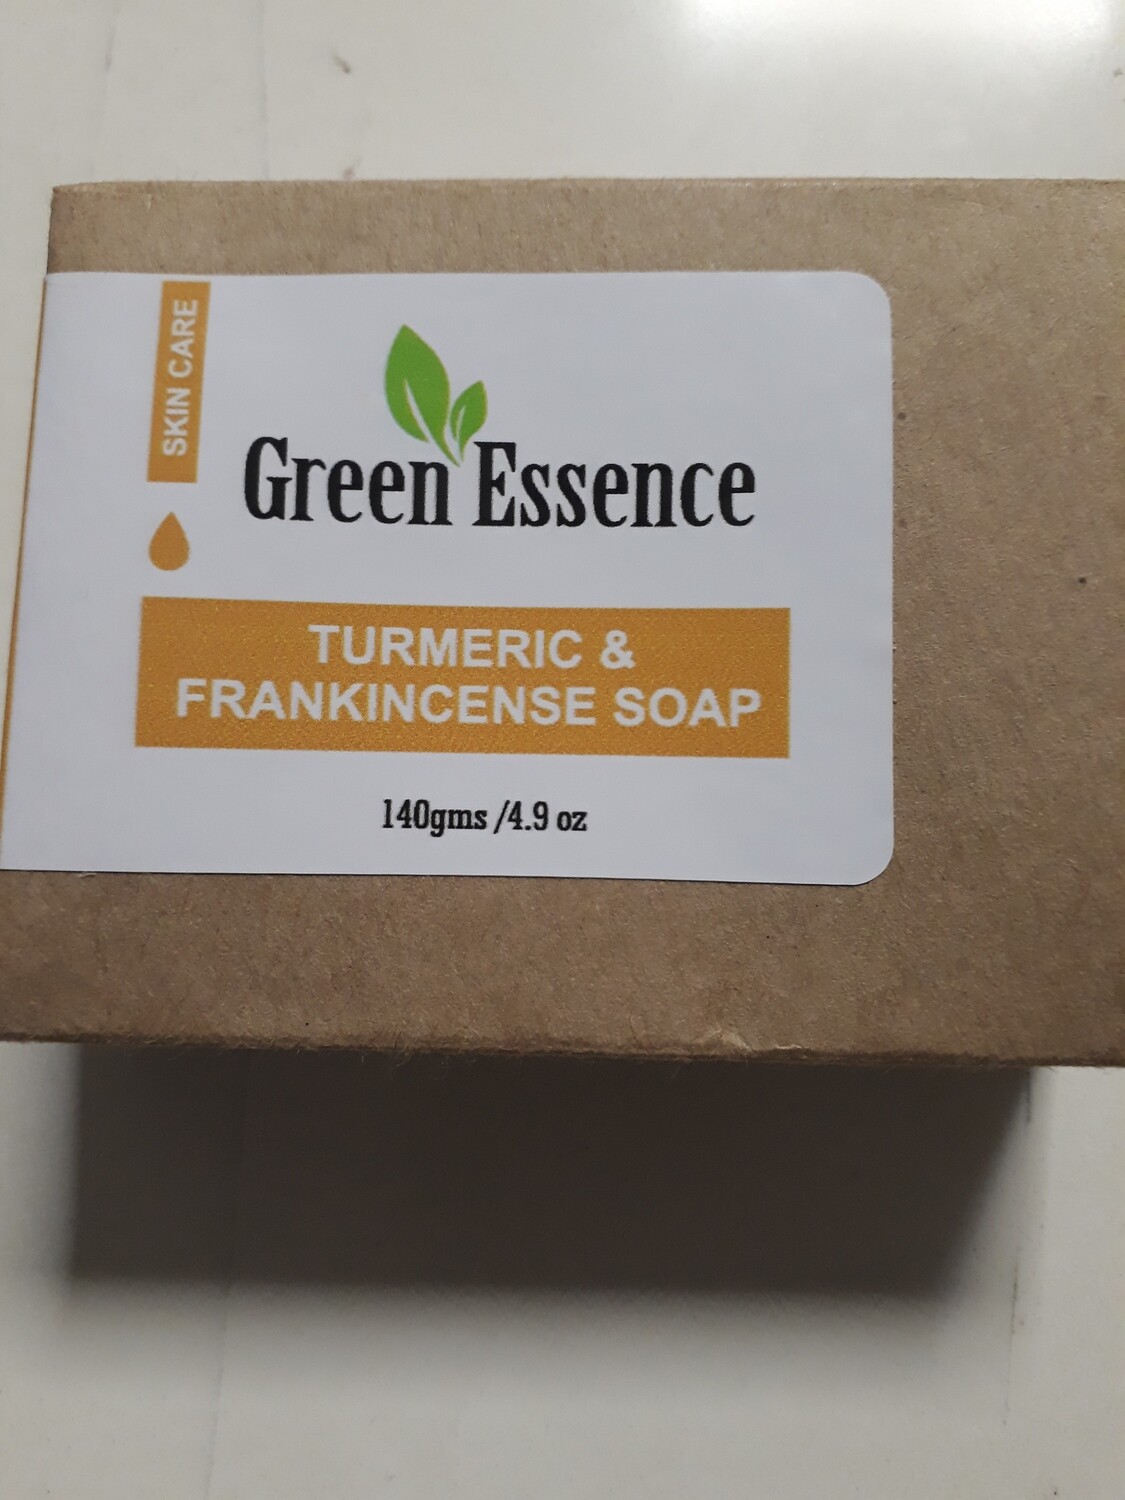 SKIN CARE
Green Essence
TURMERIC &
FRANKINCENSE SOAP
140gms /4.9 oz